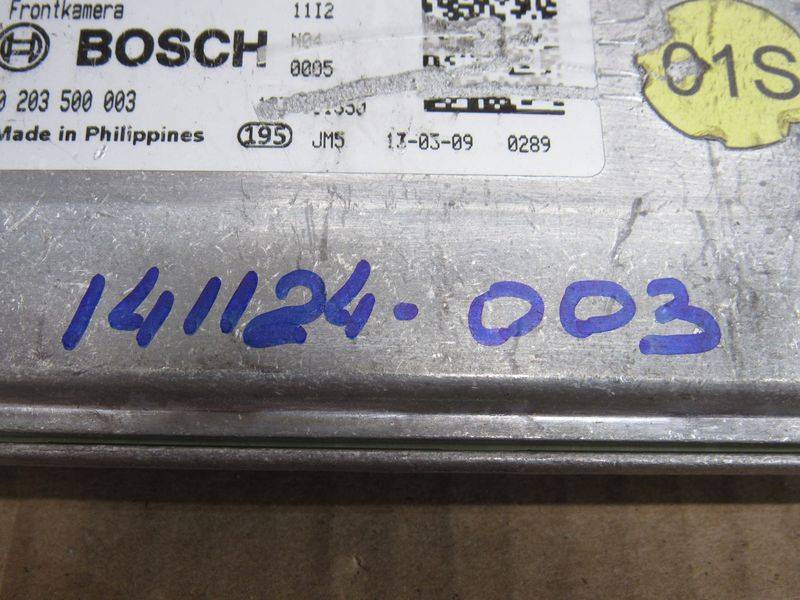 Frontkamera 11I2
BOSCH N04
0005
0 203 500 003
Made in Philippines 195 JM5 13-03-09 0289
01S
141124-003